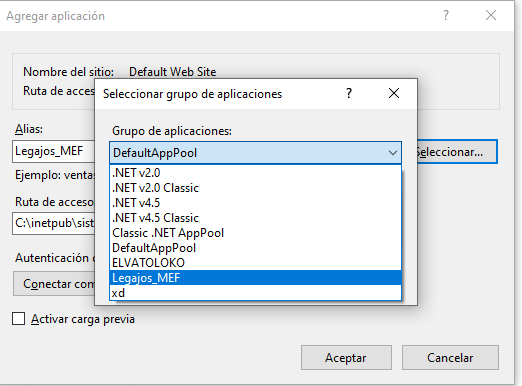 Agregar aplicación
? ×
Nombre del sitio: Default Web Site
Ruta de acces
Seleccionar grupo de aplicaciones
? ×
Alias:
Legajos_MEF
Ejemplo: ventas
Grupo de aplicaciones:
DefaultAppPool
Seleccionar...
.NET v2.0
.NET v2.0 Classic
.NET v4.5
.NET v4.5 Classic
Classic .NET AppPool
DefaultAppPool
ELVATOLOKO
Legajos_MEF
xd
Ruta de acceso
C:\inetpub\sist
Autenticación
Conectar com
Activar carga previa
Aceptar
Cancelar